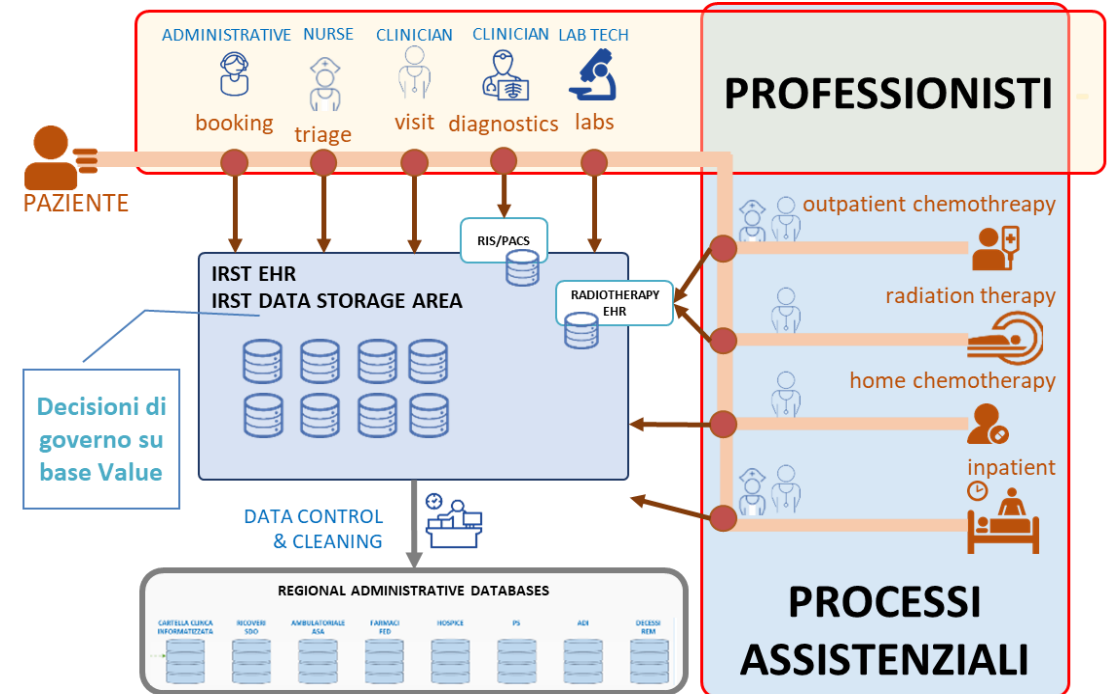 ADMINISTRATIVE NURSE CLINICIAN CLINICIAN LAB TECH
booking triage visit diagnostics labs
PROFESSIONISTI
PAZIENTE
outpatient chemothreapy
RIS/PACS
IRST EHR
IRST DATA STORAGE AREA
RADIOTHERAPY
EHR
radiation therapy
home chemotherapy
Decisioni di
governo su
base Value
inpatient
DATA CONTROL
& CLEANING
REGIONAL ADMINISTRATIVE DATABASES
CARTELLA CLINICA
INFORMATIZZATA
RICOVERI
SDO
AMBULATORIALE
ASA
FARMACI
FED
HOSPICE
PS
ADI
DECESSI
REM
PROCESSI
ASSISTENZIALI